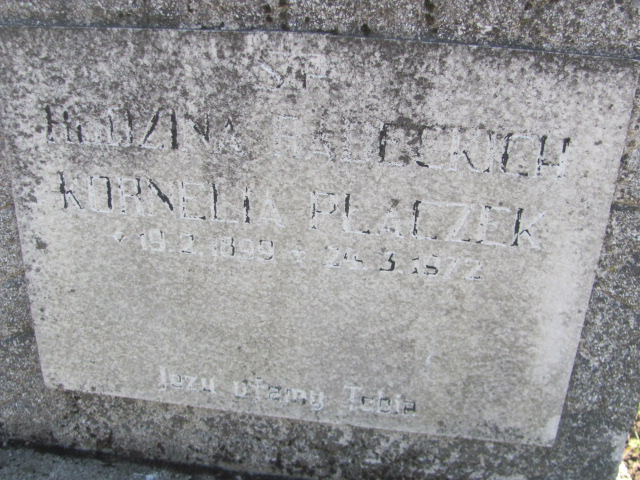 RODZINA
KORNELIA PŁACZEK
* 19.2.1899 + 24.3.1972
Jezu ufamy Tobie